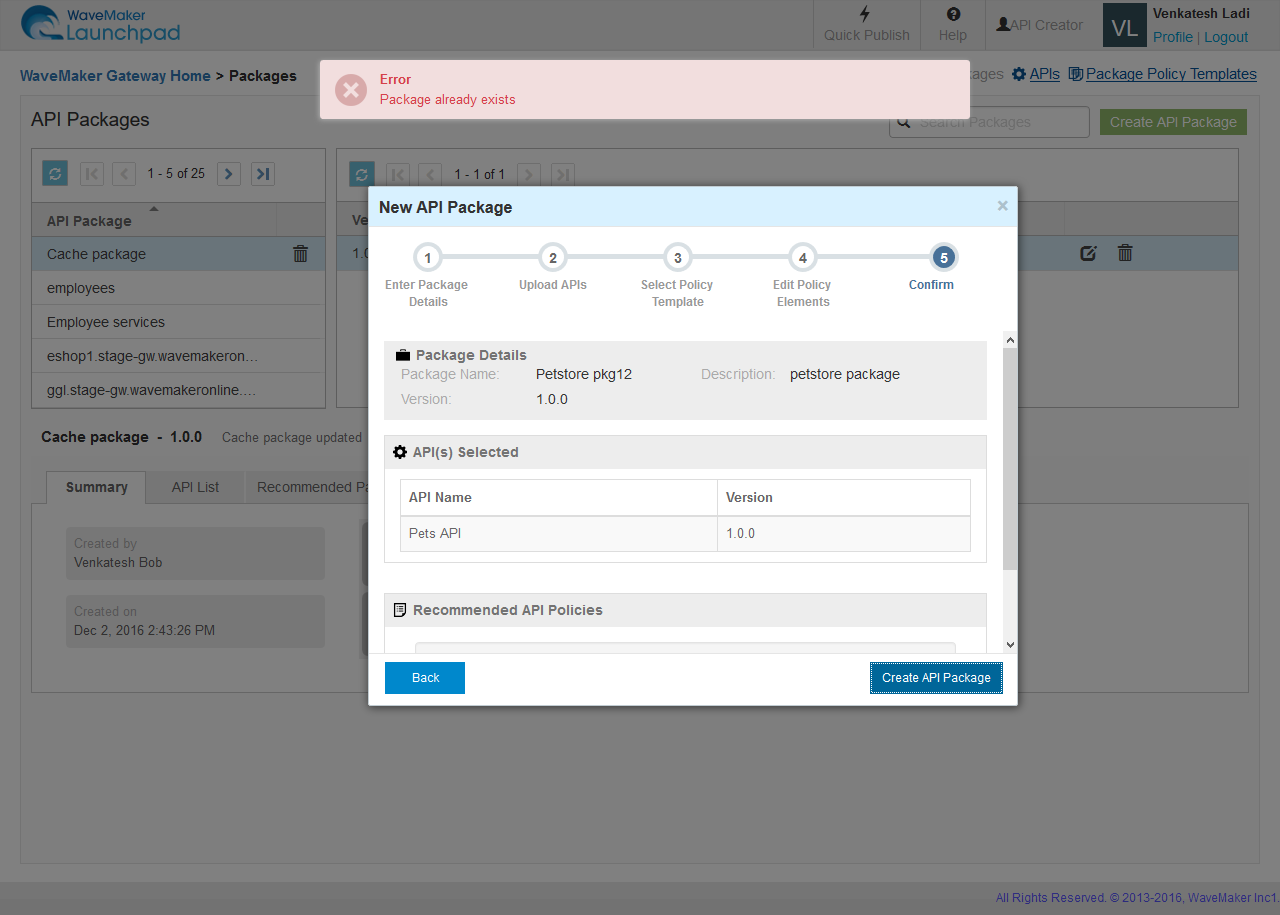 WaveMaker
Launchpad
Quick Publish
Help
API Creator
VL
Venkatesh Ladi
Profile | Logout
WaveMaker Gateway Home > Packages
APIs
Package Policy Templates
Error
Package already exists
API Packages
Search Packages
Create API Package
1 - 5 of 25
1 - 1 of 1
API Package
Cache package
employees
Employee services
eshop1.stage-gw.wavemakeron...
ggl.stage-gw.wavemakeronline....
New API Package
×
1
2
3
4
5
Enter Package Details
Upload APIs
Select Policy Template
Edit Policy Elements
Confirm
Package Details
Package Name: Petstore pkg12
Description: petstore package
Version: 1.0.0
API(s) Selected
API Name Version
Pets API 1.0.0
Recommended API Policies
Back
Create API Package
Cache package - 1.0.0 Cache package updated
Summary
API List
Recommended
Created by
Venkatesh Bob
Created on
Dec 2, 2016 2:43:26 PM
All Rights Reserved. © 2013-2016, WaveMaker Inc1.